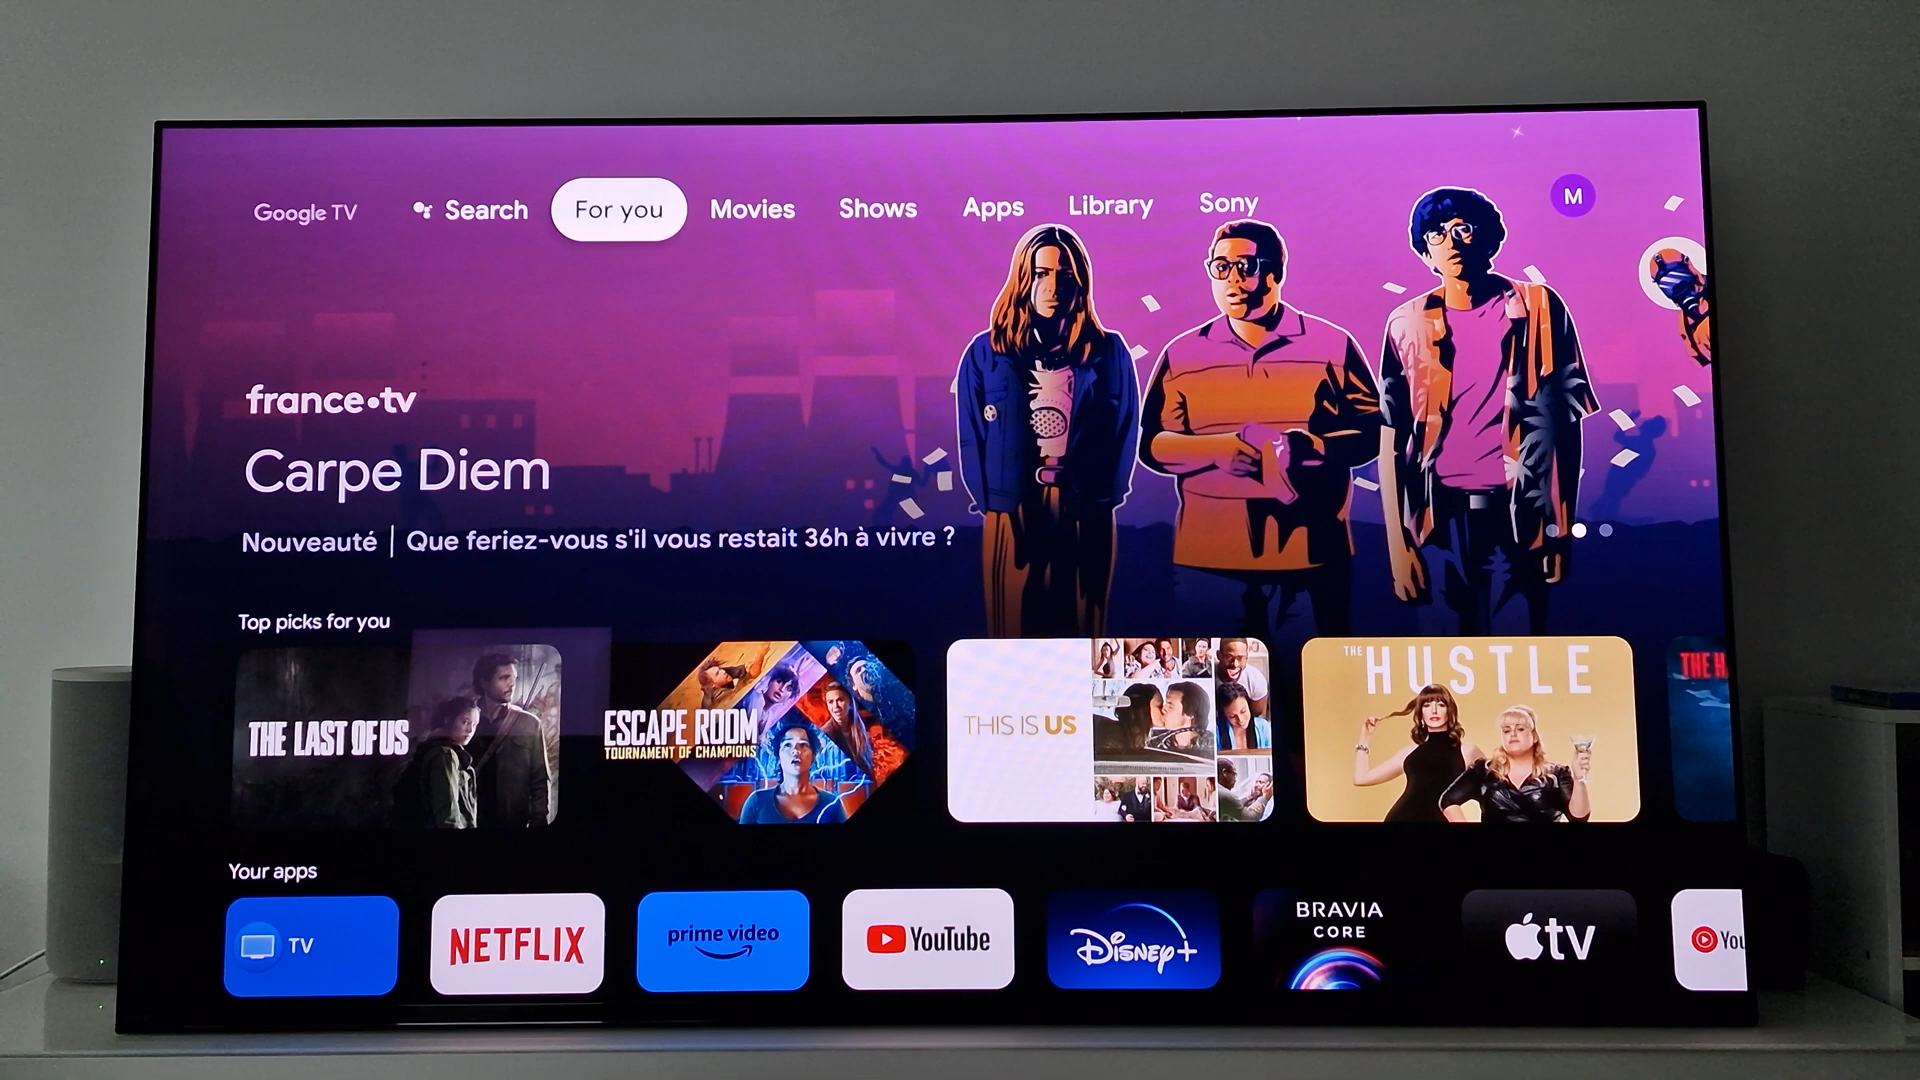 Google TV
Search
For you
Movies
Shows
Apps
Library
Sony
M
france•tv
Carpe Diem
Nouveauté | Que feriez-vous s'il vous restait 36h à vivre ?
Top picks for you
THE LAST OF US
ESCAPE ROOM
TOURNAMENT OF CHAMPIONS
THIS IS US
THE HUSTLE
THE H
Your apps
TV
NETFLIX
prime video
YouTube
Disney+
BRAVIA
CORE
tv
You